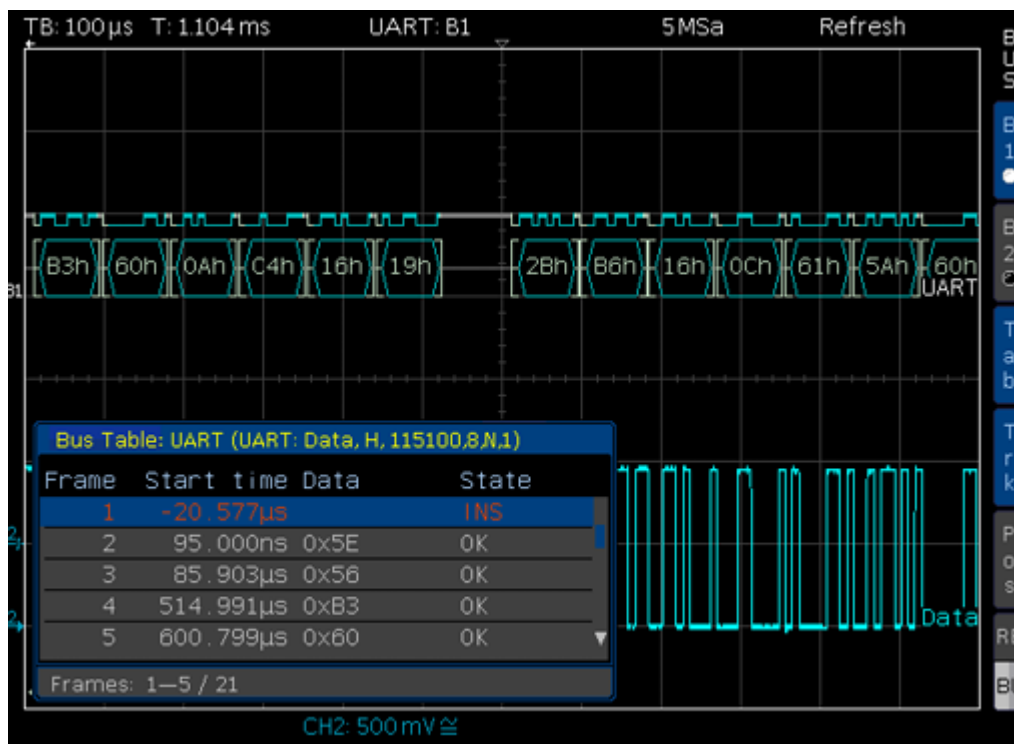 TB: 100µs T: 1.104 ms UART: B1 5MSa Refresh
B3h 60h 0Ah C4h 16h 19h 2Bh B6h 16h 0Ch 61h 5Ah 60h
B1 UART
Bus Table: UART (UART: Data, H, 115100,8,N,1)
Frame Start time Data State
1 -20.577µs INS
2 95.000ns 0x5E OK
3 85.903µs 0x56 OK
4 514.991µs 0xB3 OK
5 600.799µs 0x60 OK
Data
Frames: 1–5 / 21
CH2: 500 mV ≅